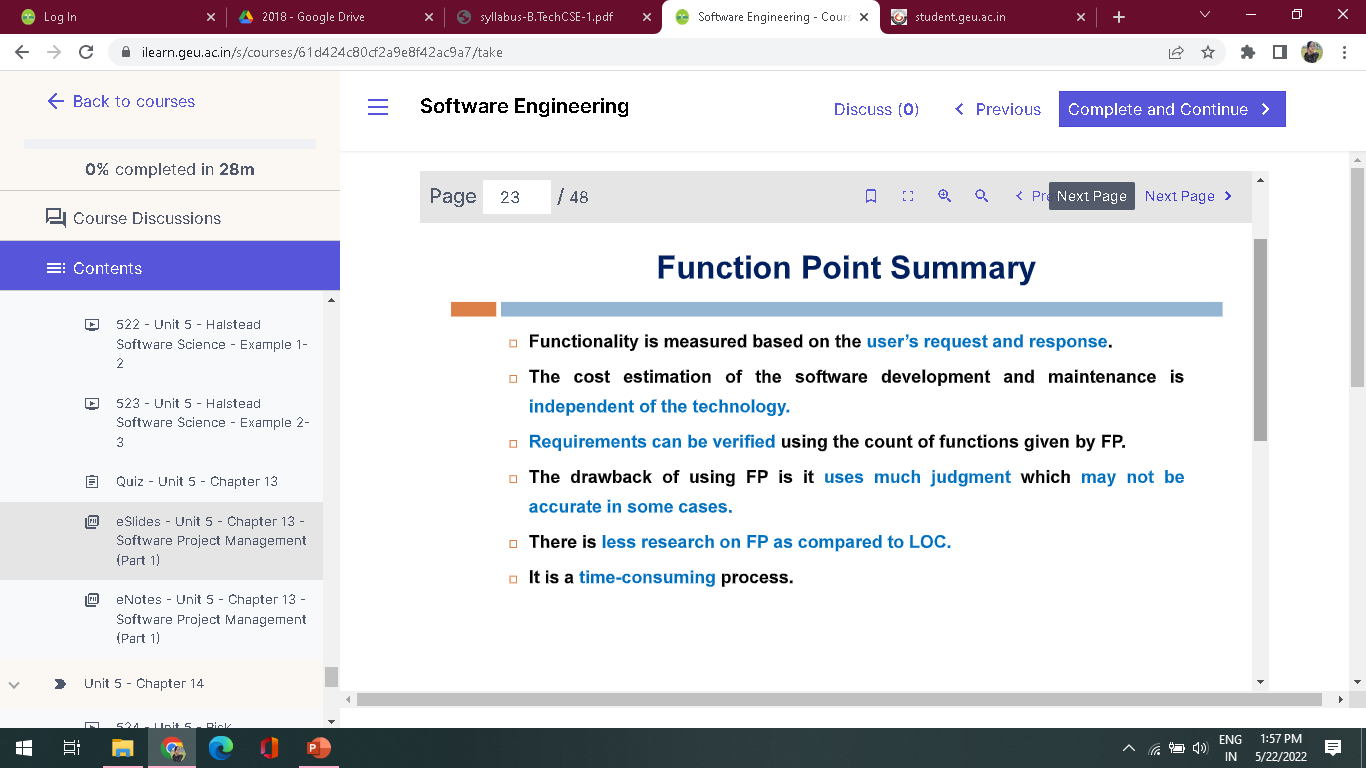 Log In
2018 - Google Drive
syllabus-B.TechCSE-1.pdf
Software Engineering - Cour
student.geu.ac.in
ilearn.geu.ac.in/s/courses/61d424c80cf2a9e8f42ac9a7/take
Back to courses
0% completed in 28m
Course Discussions
Contents
522 - Unit 5 - Halstead
Software Science - Example 1-
2
523 - Unit 5 - Halstead
Software Science - Example 2-
3
Quiz - Unit 5 - Chapter 13
eSlides - Unit 5 - Chapter 13 -
Software Project Management
(Part 1)
eNotes - Unit 5 - Chapter 13 -
Software Project Management
(Part 1)
Unit 5 - Chapter 14
524 - Unit 5 - Risk
Software Engineering
Discuss (0)
Previous
Complete and Continue
Page 23 / 48
Pre
Next Page
Next Page
Function Point Summary
Functionality is measured based on the user's request and response.
The cost estimation of the software development and maintenance is
independent of the technology.
Requirements can be verified using the count of functions given by FP.
The drawback of using FP is it uses much judgment which may not be
accurate in some cases.
There is less research on FP as compared to LOC.
It is a time-consuming process.
ENG
IN
1:57 PM
5/22/2022